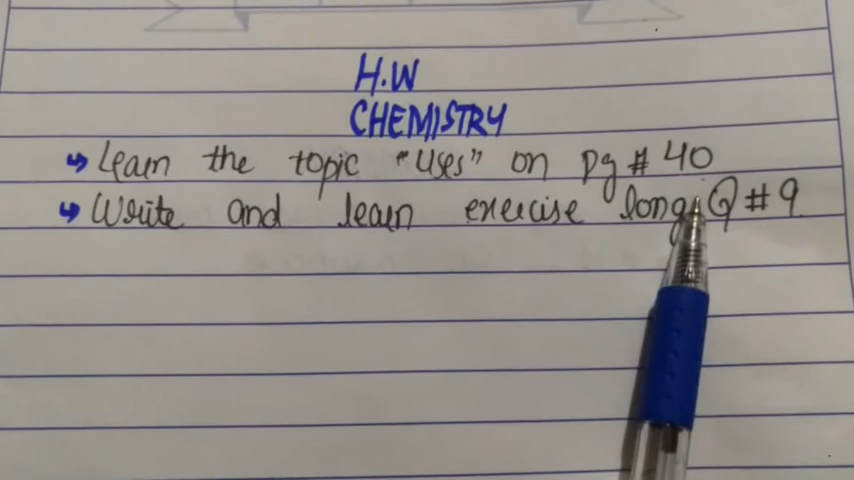 H.W
CHEMISTRY
→ Learn the topic "Uses" on pg # 40
→ Write and learn exercise long Q # 9